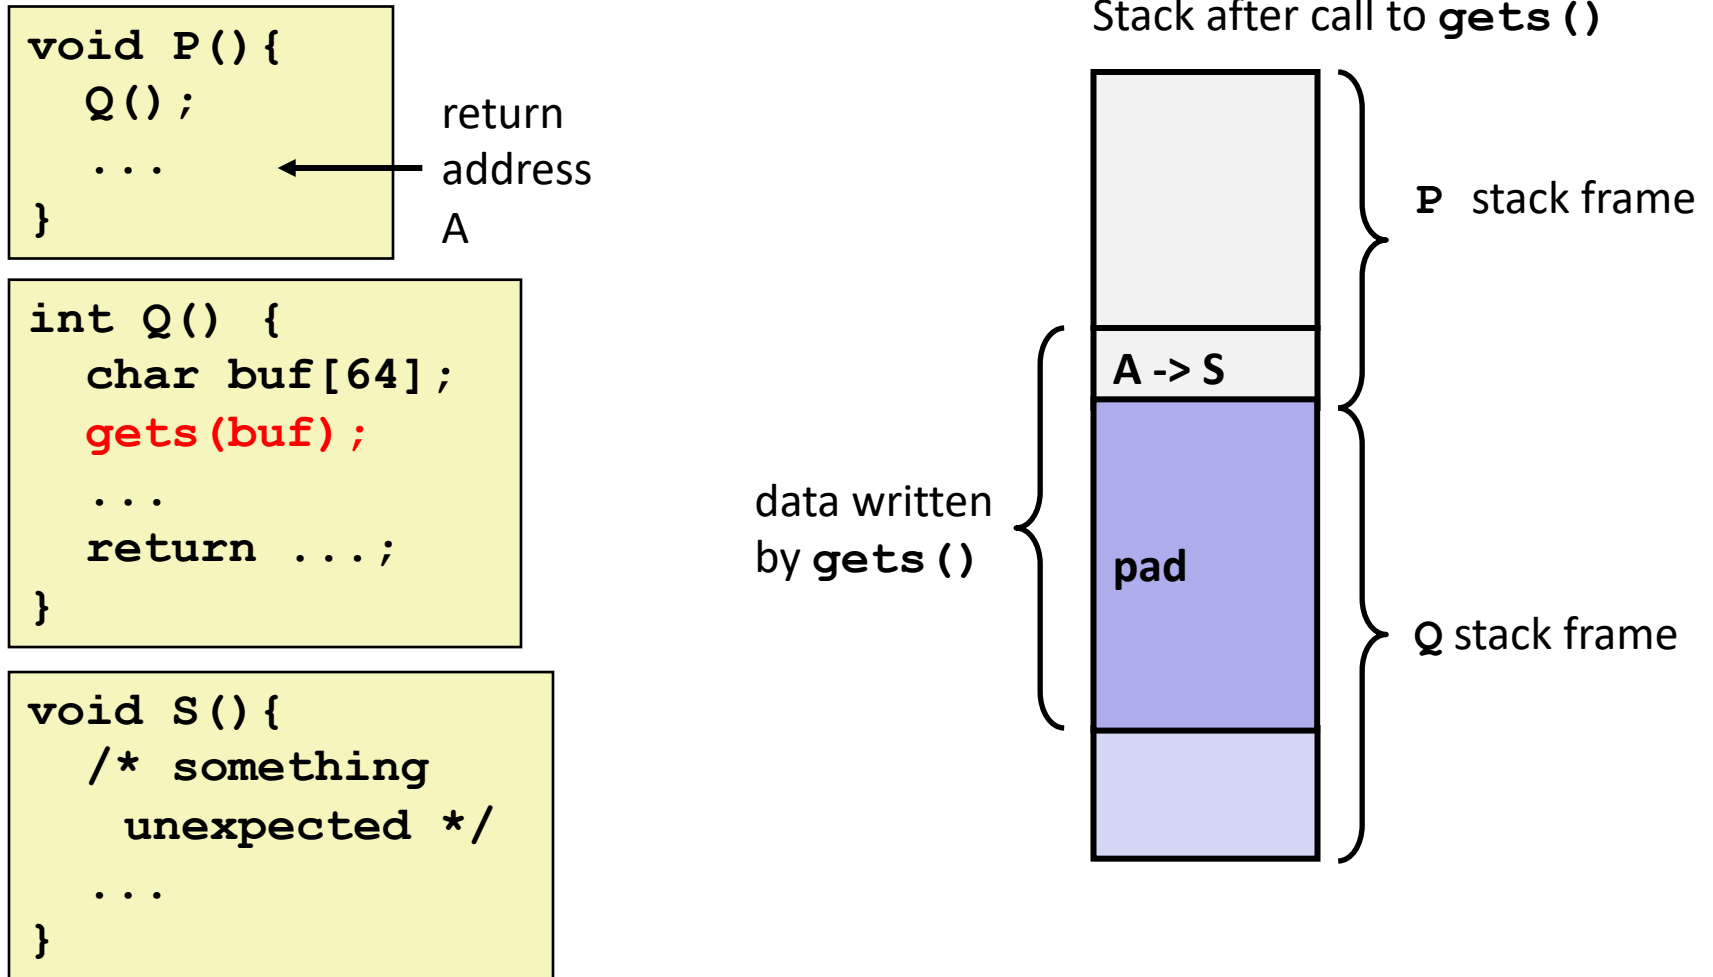 void P(){
Q();
...
}
return
address
A
int Q() {
char buf[64];
gets(buf);
...
return ...;
}
void S(){
/* something
unexpected */
...
}
Stack after call to gets()
A -> S
pad
data written
by gets()
P stack frame
Q stack frame